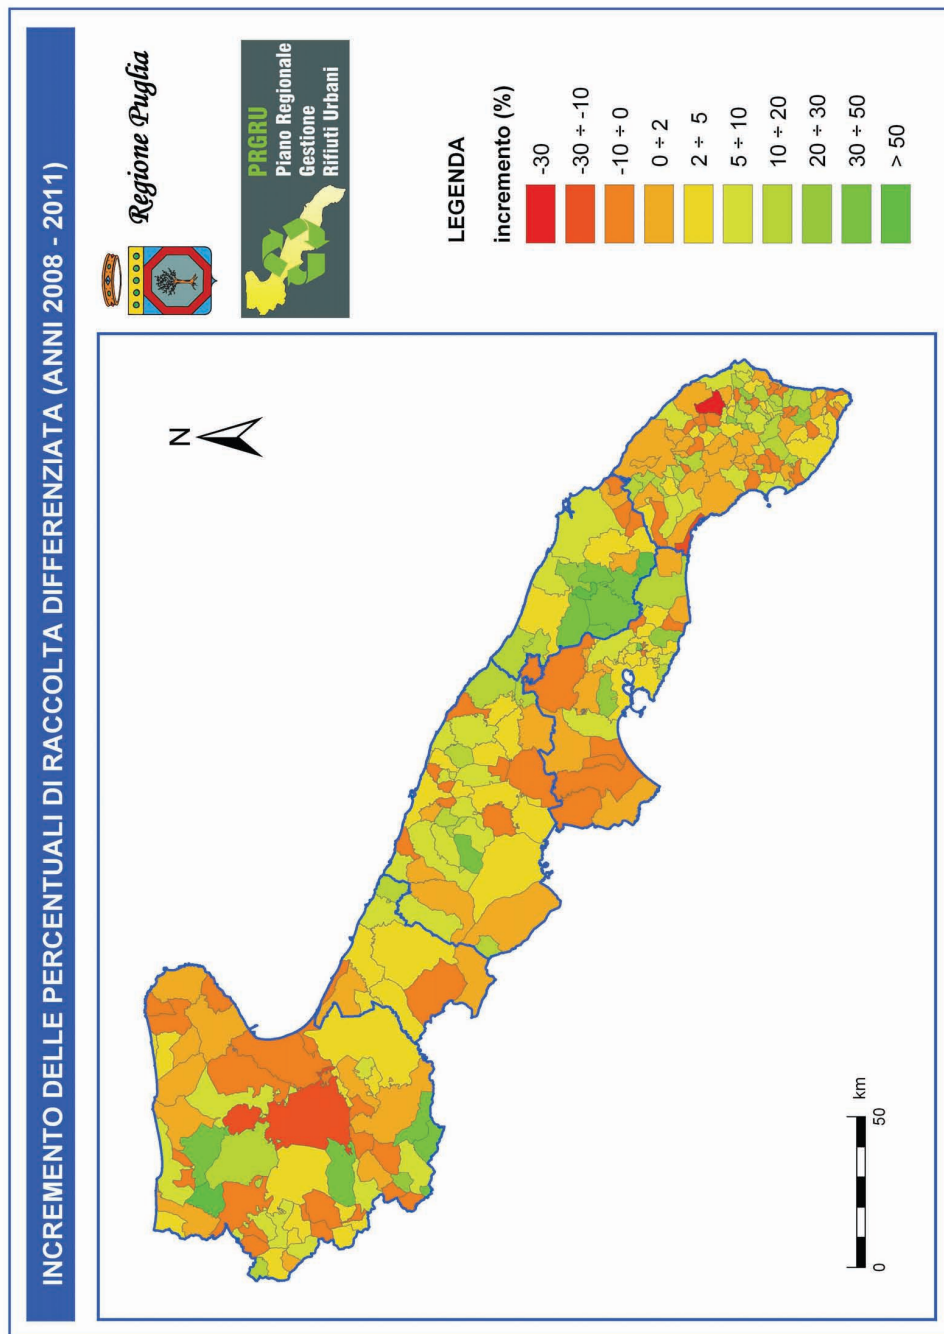 INCREMENTO DELLE PERCENTUALI DI RACCOLTA DIFFERENZIATA (ANNI 2008 - 2011)
Regione Puglia
PRGRU
Piano Regionale
Gestione
Rifiuti Urbani
N
LEGENDA
incremento (%)
-30
-30 ÷ -10
-10 ÷ 0
0 ÷ 2
2 ÷ 5
5 ÷ 10
10 ÷ 20
20 ÷ 30
30 ÷ 50
> 50
km
0
50